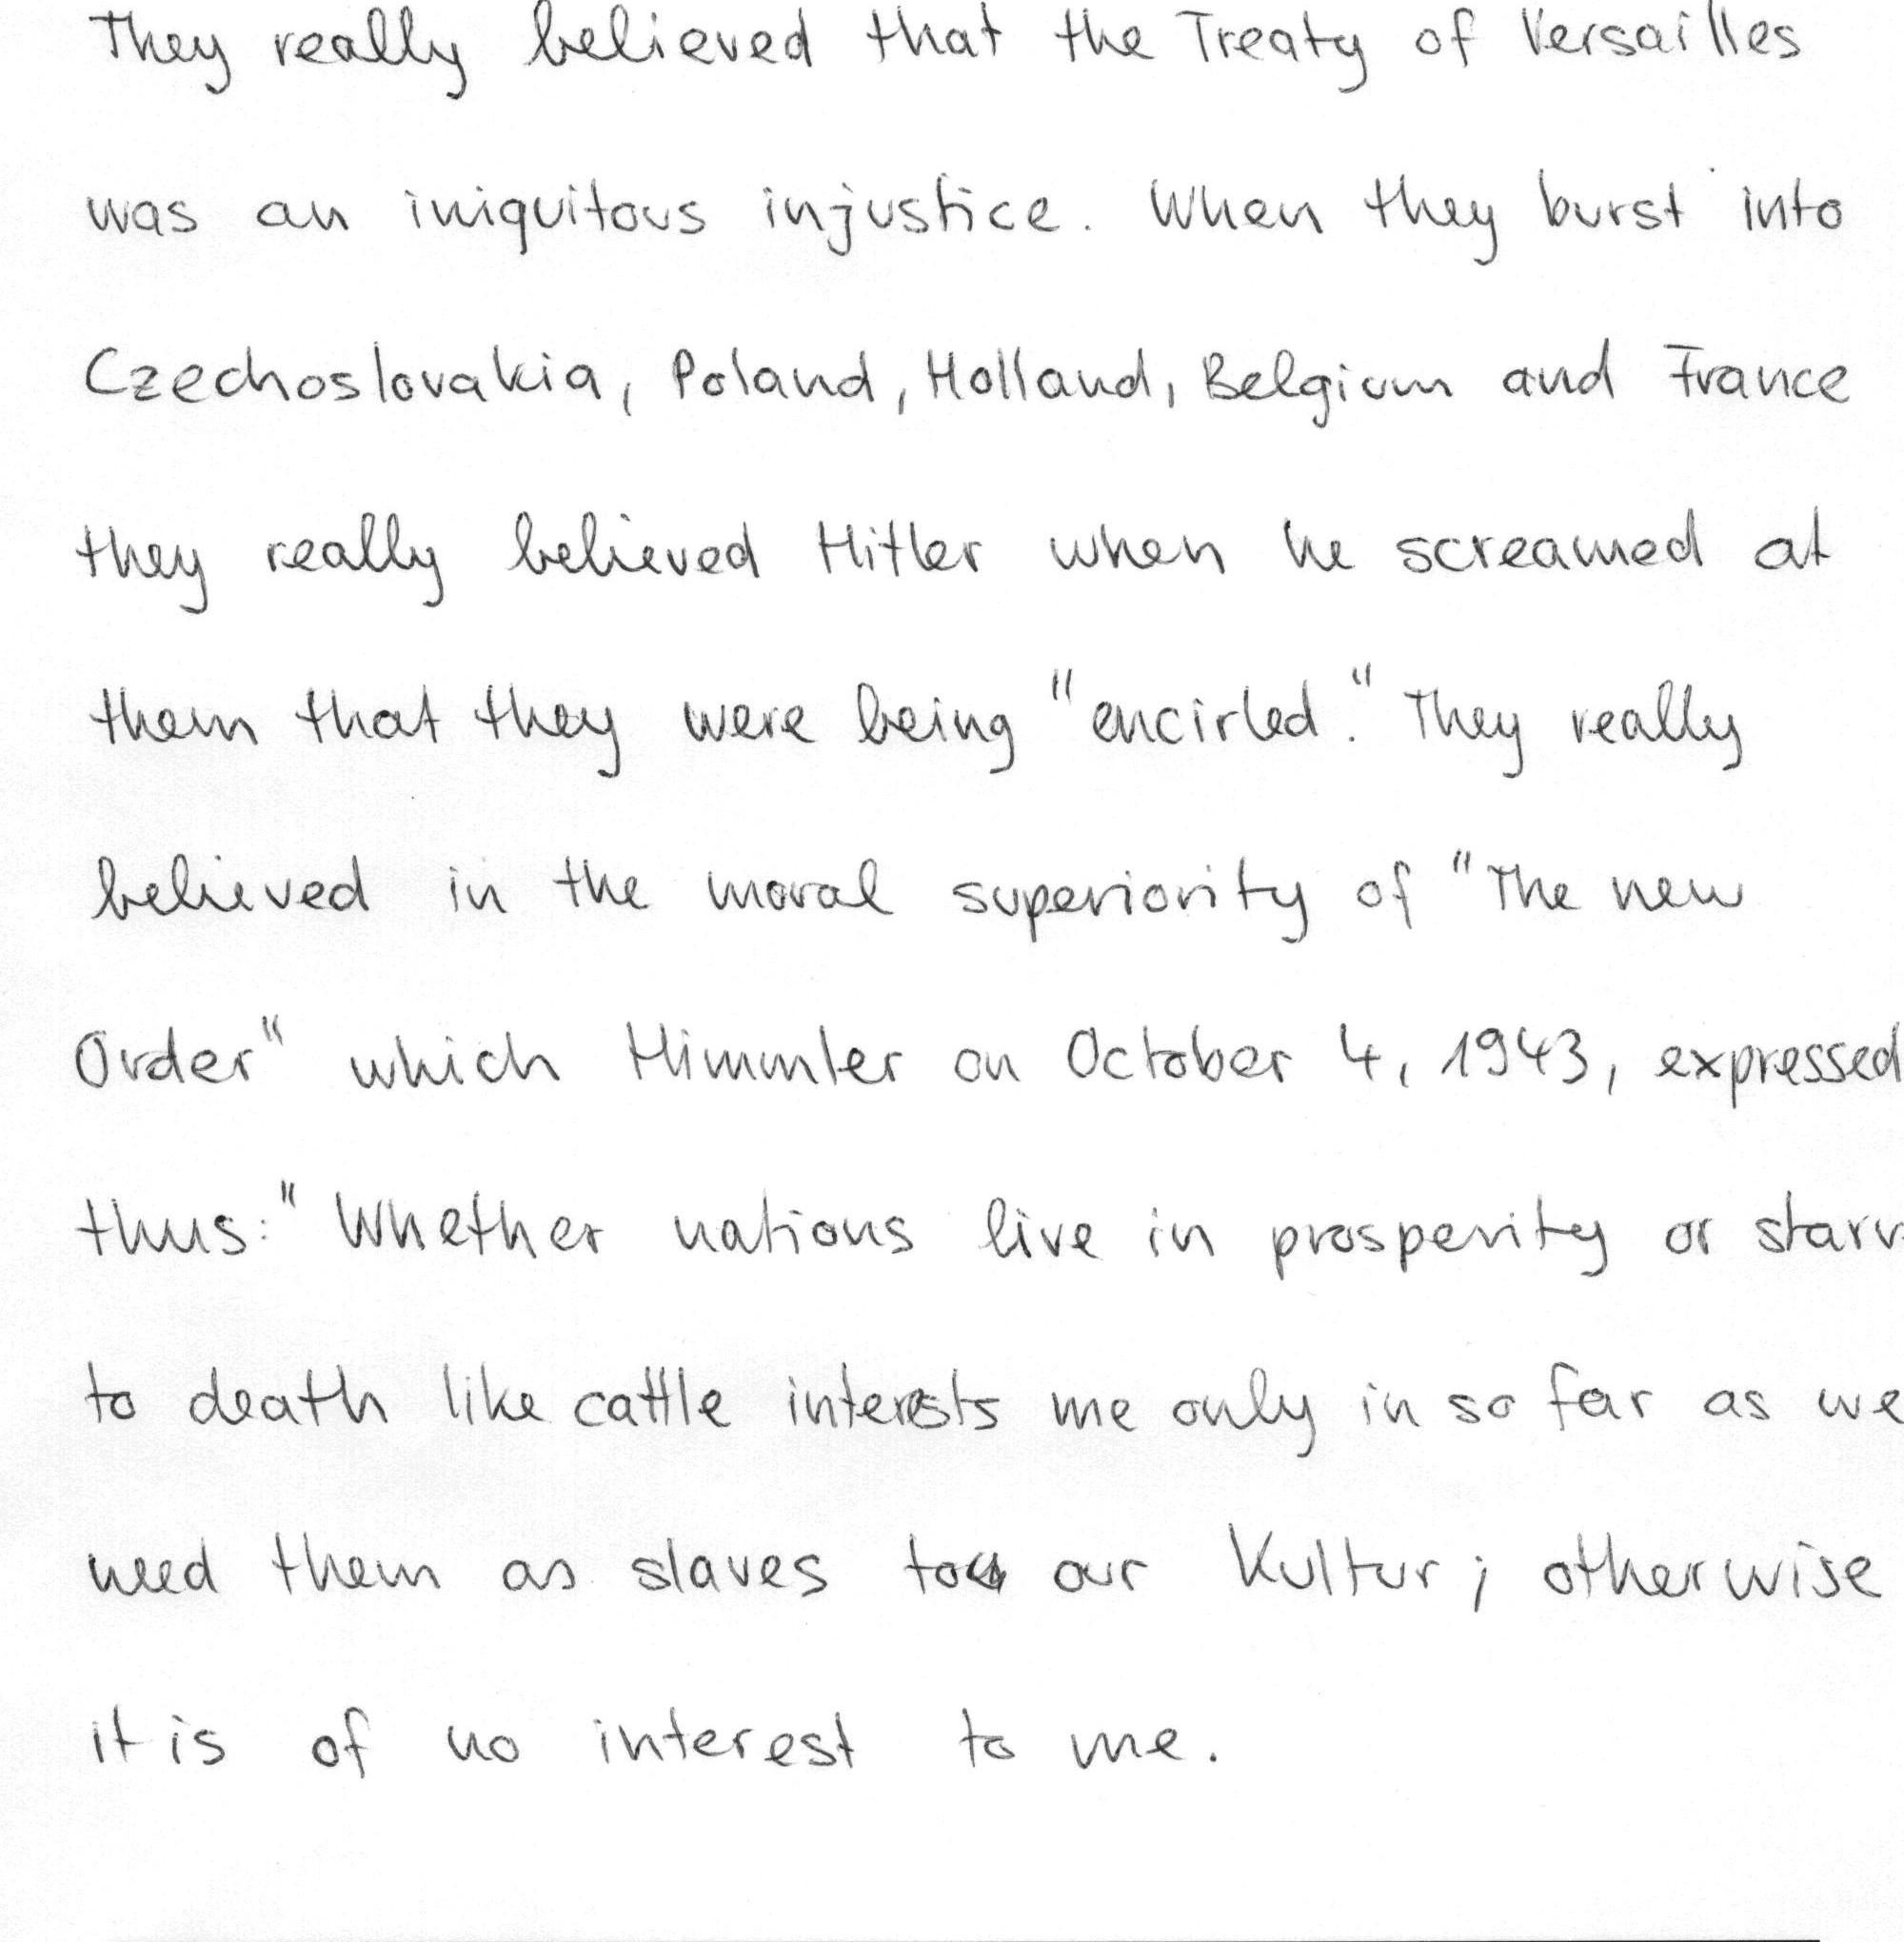 They really believed that the Treaty of Versailles
was an iniquitous injustice. When they burst into
Czechoslovakia, Poland, Holland, Belgium and France
they really believed Hitler when he screamed at
them that they were being "encirled." They really
believed in the moral superiority of "The new
Order" which Himmler on October 4, 1943, expressed
thus: "Whether nations live in prosperity or starv
to death like cattle interests me only in so far as we
need them as slaves to our Kultur; otherwise
it is of no interest to me.